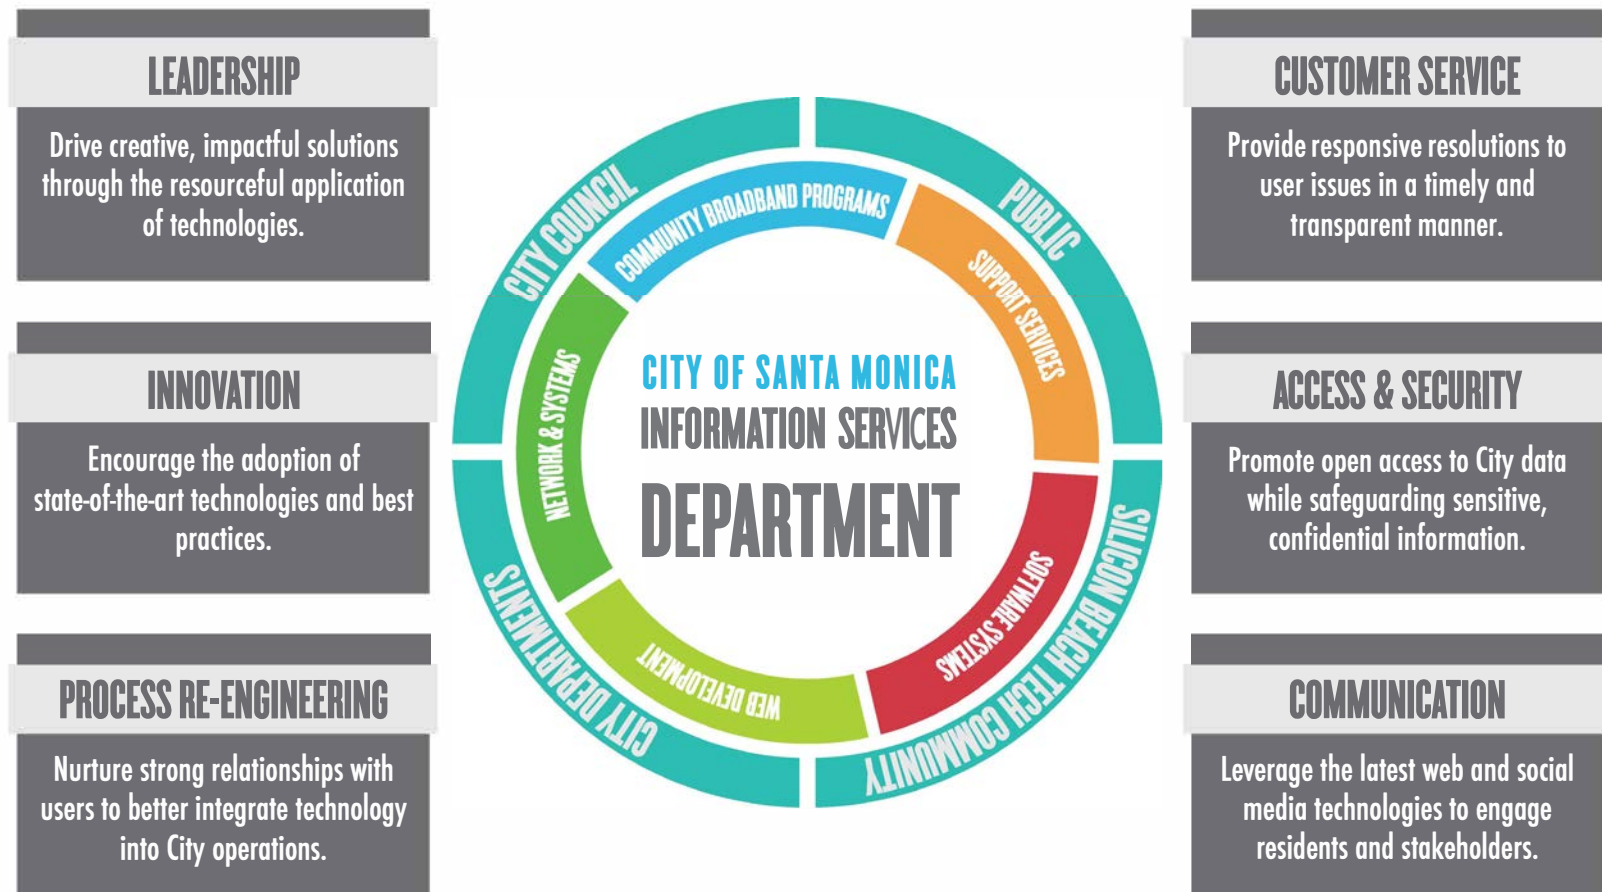 LEADERSHIP
Drive creative, impactful solutions
through the resourceful application
of technologies.
INNOVATION
Encourage the adoption of
state-of-the-art technologies and best
practices.
PROCESS RE-ENGINEERING
Nurture strong relationships with
users to better integrate technology
into City operations.
CITY COUNCIL
PUBLIC
SILICON BEACH TECH COMMUNITY
CITY DEPARTMENTS
COMMUNITY BROADBAND PROGRAMS
SUPPORT SERVICES
SOFTWARE SYSTEMS
WEB DEVELOPMENT
NETWORK & SYSTEMS
CITY OF SANTA MONICA
INFORMATION SERVICES
DEPARTMENT
CUSTOMER SERVICE
Provide responsive resolutions to
user issues in a timely and
transparent manner.
ACCESS & SECURITY
Promote open access to City data
while safeguarding sensitive,
confidential information.
COMMUNICATION
Leverage the latest web and social
media technologies to engage
residents and stakeholders.